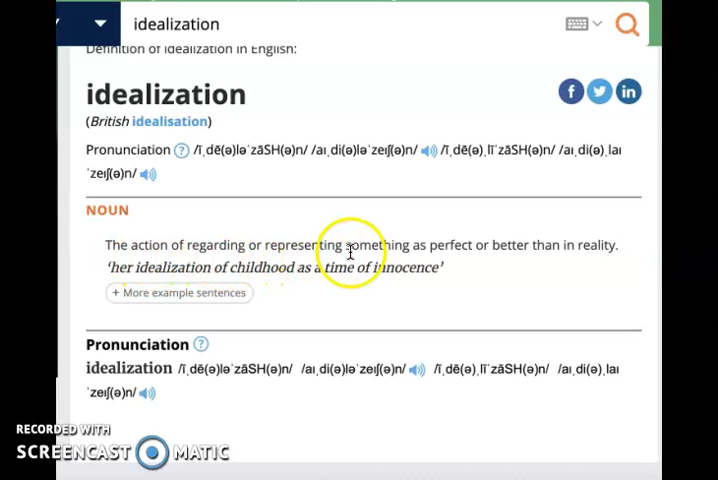 idealization
Definition of idealization in English:
idealization
(British idealisation)
Pronunciation ? / īˌdē(ə)ləˈzāSH(ə)n/ /aɪˌdi(ə)ləˈzeɪʃ(ə)n/ /īˌdē(ə)ˌlīˈzāSH(ə)n/ /aɪˌdi(ə)ˌlaɪ
ˈzeɪʃ(ə)n/
NOUN
The action of regarding or representing something as perfect or better than in reality.
‘her idealization of childhood as a time of innocence’
+ More example sentences
Pronunciation ?
idealization /īˌdē(ə)ləˈzāSH(ə)n/ /aɪˌdi(ə)ləˈzeɪʃ(ə)n/ /īˌdē(ə)ˌlīˈzāSH(ə)n/ /aɪˌdi(ə)ˌlaɪ
ˈzeɪʃ(ə)n/
RECORDED WITH
SCREENCAST MATIC